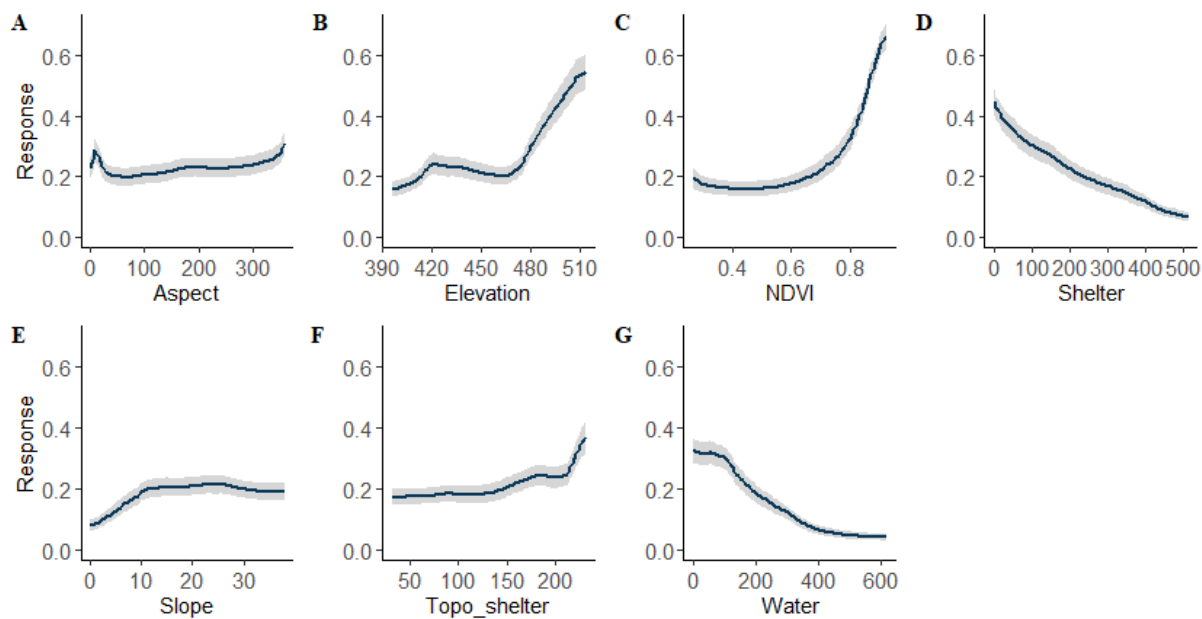 A B C D
Response
0.6 0.6 0.6 0.6
0.4 0.4 0.4 0.4
0.2 0.2 0.2 0.2
0.0 0.0 0.0 0.0
0 100 200 300 390 420 450 480 510 0.4 0.6 0.8 0 100 200 300 400 500
Aspect Elevation NDVI Shelter
E F G
Response
0.6 0.6 0.6
0.4 0.4 0.4
0.2 0.2 0.2
0.0 0.0 0.0
0 10 20 30 50 100 150 200 0 200 400 600
Slope Topo_shelter Water